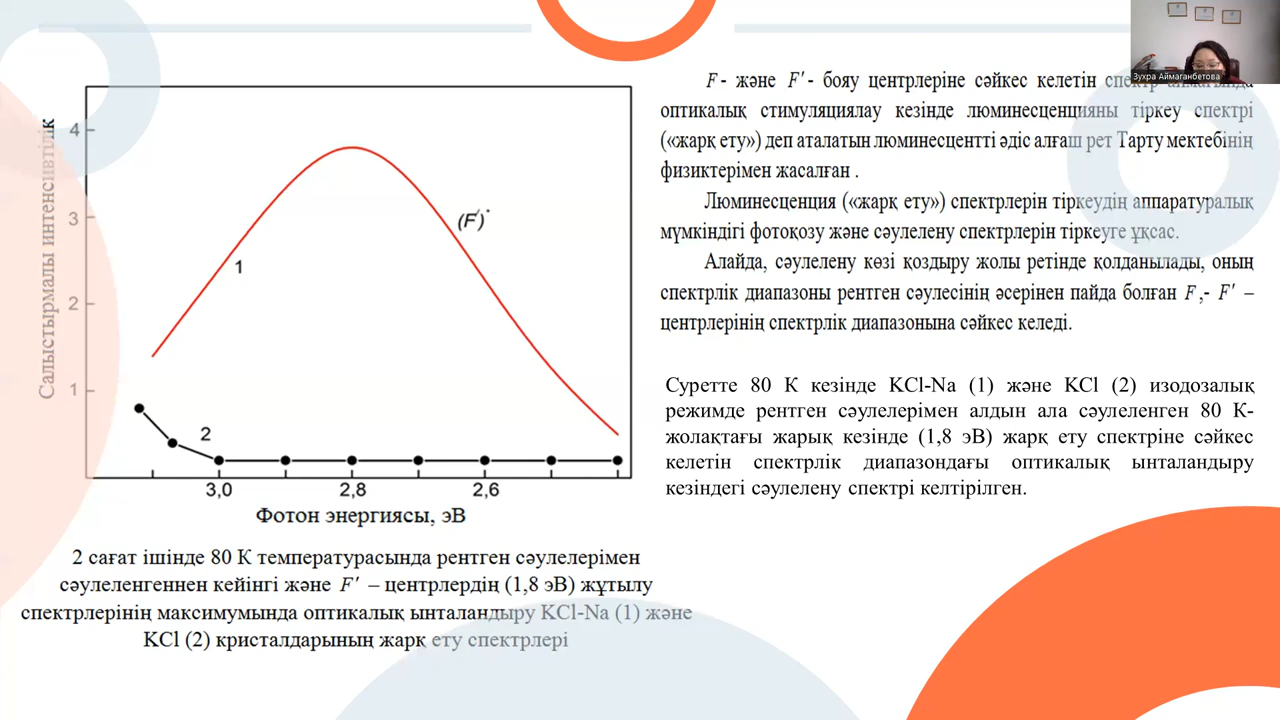 Салыстырмалы интенсивтілік
4
3
2
1
1
2
(F′)*
3,0 2,8 2,6
Фотон энергиясы, эВ
2 сағат ішінде 80 К температурасында рентген сәулелерімен
сәулеленгеннен кейінгі және F′ – центрлердің (1,8 эВ) жұтылу
спектрлерінің максимумында оптикалық ынталандыру KCl-Na (1) және
KCl (2) кристалдарының жарқ ету спектрлері
F - және F′ - бояу центрлеріне сәйкес келетін спектр аймағында
оптикалық стимуляциялау кезінде люминесценцияны тіркеу спектрі
(«жарқ ету») деп аталатын люминесцентті әдіс алғаш рет Тарту мектебінің
физиктерімен жасалған .
Люминесценция («жарқ ету») спектрлерін тіркеудің аппаратуралық
мүмкіндігі фотоқозу және сәулелену спектрлерін тіркеуге ұқсас.
Алайда, сәулелену көзі қоздыру жолы ретінде қолданылады, оның
спектрлік диапазоны рентген сәулесінің әсерінен пайда болған F ,- F′ –
центрлерінің спектрлік диапазонына сәйкес келеді.
Суретте 80 К кезінде KCl-Na (1) және KCl (2) изодозалық
режимде рентген сәулелерімен алдын ала сәулеленген 80 К-
жолақтағы жарық кезінде (1,8 эВ) жарқ ету спектріне сәйкес
келетін спектрлік диапазондағы оптикалық ынталандыру
кезіндегі сәулелену спектрі келтірілген.
Зухра Аймаганбетова